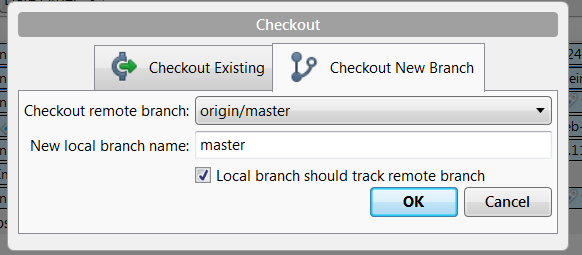 Checkout
Checkout Existing
Checkout New Branch
Checkout remote branch: origin/master
New local branch name: master
Local branch should track remote branch
OK Cancel